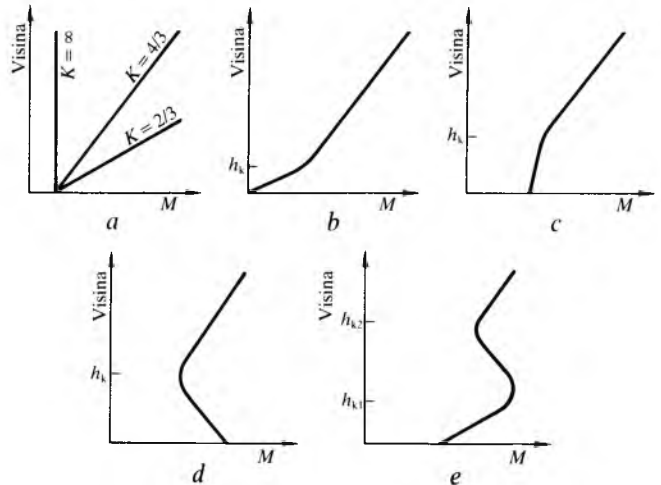 Visina
K = ∞
K = 4/3
K = 2/3
M
a
Visina
h_k
M
b
Visina
h_k
M
c
Visina
h_k
M
d
Visina
h_k2
h_k1
M
e